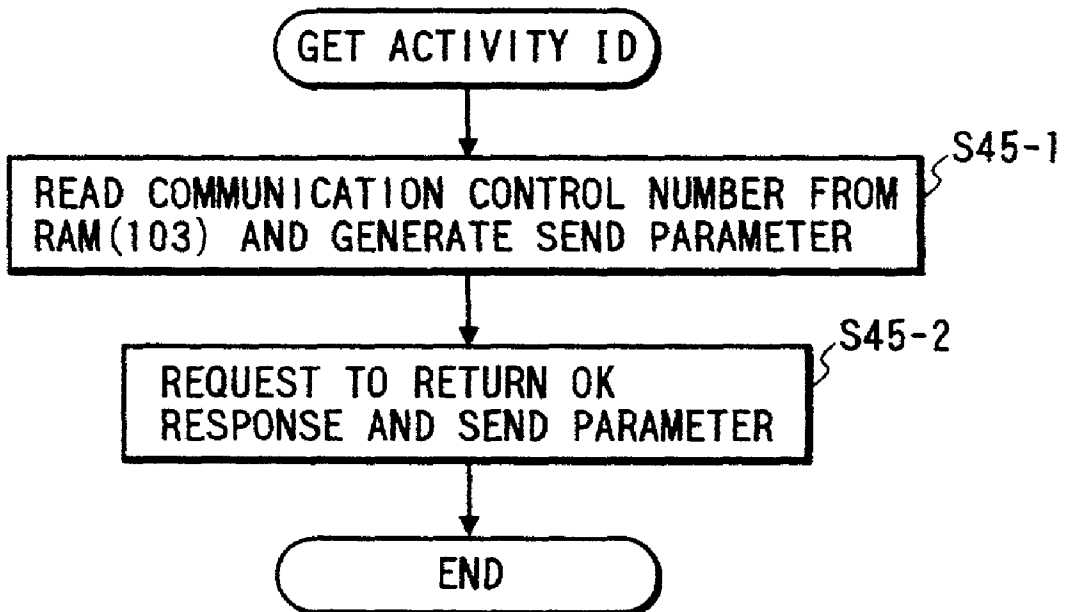 GET ACTIVITY ID
S45-1
READ COMMUNICATION CONTROL NUMBER FROM
RAM(103) AND GENERATE SEND PARAMETER
S45-2
REQUEST TO RETURN OK
RESPONSE AND SEND PARAMETER
END